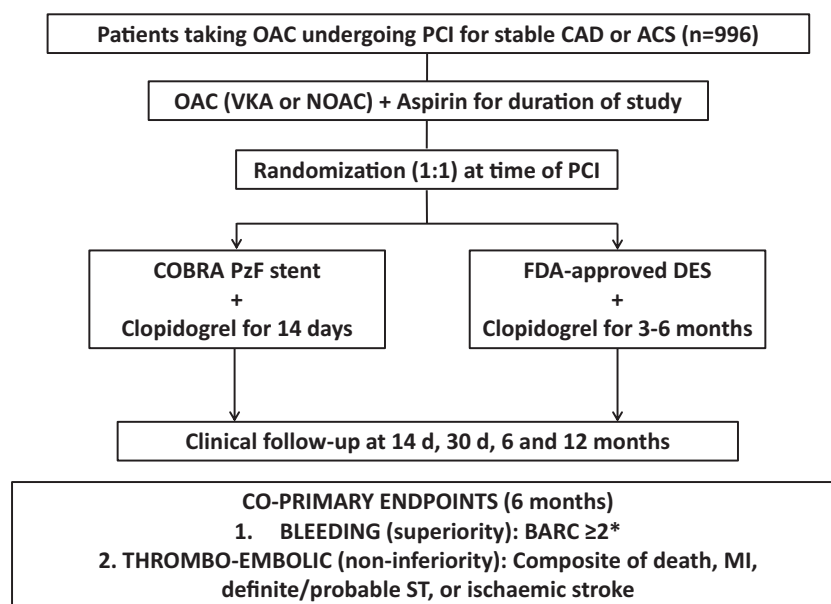 Patients taking OAC undergoing PCI for stable CAD or ACS (n=996)
OAC (VKA or NOAC) + Aspirin for duration of study
Randomization (1:1) at time of PCI
COBRA PzF stent
+
Clopidogrel for 14 days
FDA-approved DES
+
Clopidogrel for 3-6 months
Clinical follow-up at 14 d, 30 d, 6 and 12 months
CO-PRIMARY ENDPOINTS (6 months)
1. BLEEDING (superiority): BARC ≥2*
2. THROMBO-EMBOLIC (non-inferiority): Composite of death, MI,
definite/probable ST, or ischaemic stroke